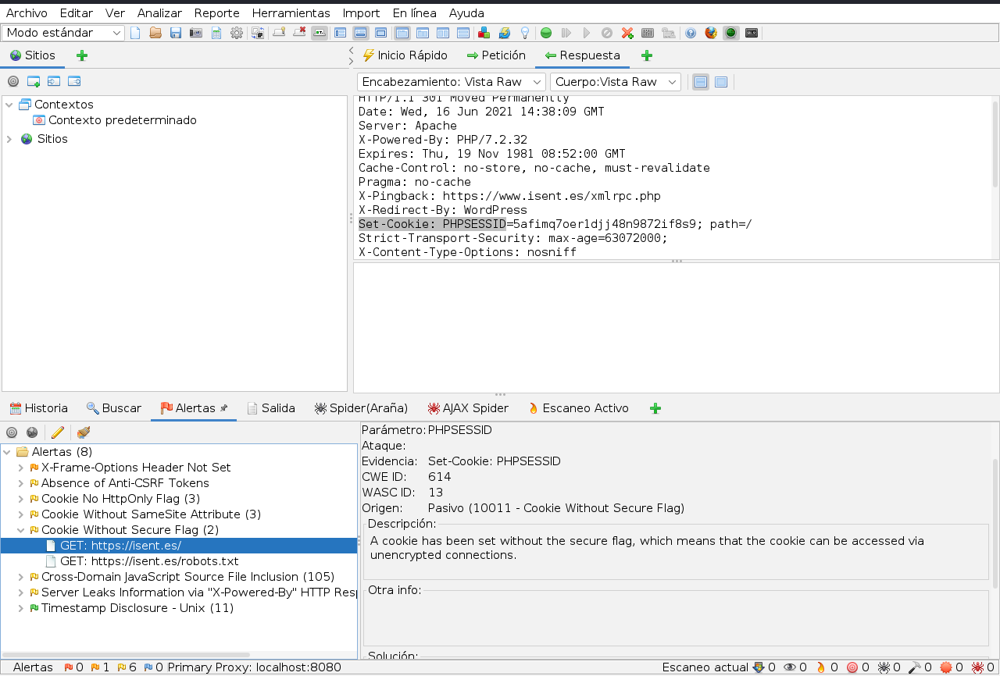 Archivo Editar Ver Analizar Reporte Herramientas Import En línea Ayuda
Modo estándar
Sitios
Inicio Rápido Petición Respuesta
Encabezamiento: Vista Raw Cuerpo:Vista Raw
Contextos
Contexto predeterminado
Sitios
HTTP/1.1 301 Moved Permanently
Date: Wed, 16 Jun 2021 14:38:09 GMT
Server: Apache
X-Powered-By: PHP/7.2.32
Expires: Thu, 19 Nov 1981 08:52:00 GMT
Cache-Control: no-store, no-cache, must-revalidate
Pragma: no-cache
X-Pingback: https://www.isent.es/xmlrpc.php
X-Redirect-By: WordPress
Set-Cookie: PHPSESSID=5afimq7oer1djj48n9872if8s9; path=/
Strict-Transport-Security: max-age=63072000;
X-Content-Type-Options: nosniff
Historia Buscar Alertas Salida Spider(Araña) AJAX Spider Escaneo Activo
Alertas (8)
X-Frame-Options Header Not Set
Absence of Anti-CSRF Tokens
Cookie No HttpOnly Flag (3)
Cookie Without SameSite Attribute (3)
Cookie Without Secure Flag (2)
GET: https://isent.es/
GET: https://isent.es/robots.txt
Cross-Domain JavaScript Source File Inclusion (105)
Server Leaks Information via "X-Powered-By" HTTP Resp
Timestamp Disclosure - Unix (11)
Parámetro: PHPSESSID
Ataque:
Evidencia: Set-Cookie: PHPSESSID
CWE ID: 614
WASC ID: 13
Origen: Pasivo (10011 - Cookie Without Secure Flag)
Descripción:
A cookie has been set without the secure flag, which means that the cookie can be accessed via
unencrypted connections.
Otra info:
Solución:
Alertas 0 1 6 0 Primary Proxy: localhost:8080 Escaneo actual 0 0 0 0 0 0 0 0